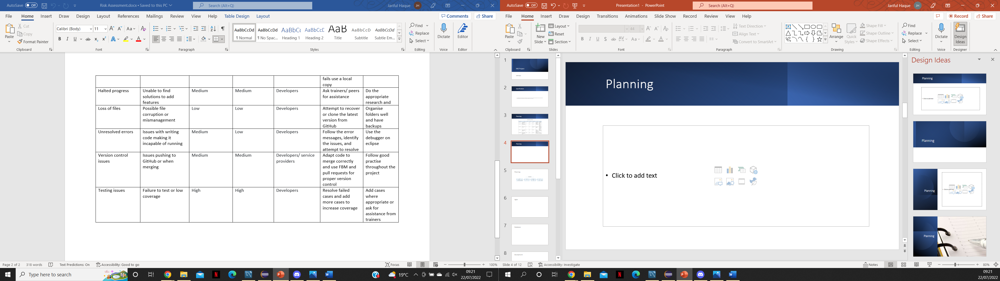 AutoSave Off Risk Assessment.docx • Saved to this PC Search (Alt+Q) Jariful Haque JH
File Home Insert Draw Design Layout References Mailings Review View Help Table Design Layout Comments Share
Paste Cut Copy Format Painter
Clipboard
Calibri (Body) 11
Font
Paragraph
AaBbCcDd AaBbCcDd AaBbCc AaBbCcD AaB AaBbCcD AaBbCcDd
¶ Normal ¶ No Spac... Heading 1 Heading 2 Title Subtitle Subtle Em...
Styles
Find Replace Select
Editing
Dictate
Voice
Editor
Editor
fails use a local
copy
Halted progress
Unable to find
solutions to add
features
Medium
Medium
Developers
Ask trainers/ peers
for assistance
Do the
appropriate
research and
Loss of files
Possible file
corruption or
mismanagement
Low
Low
Developers
Attempt to recover
or clone the latest
version from
GitHub
Organise
folders well
and have
backups
Unresolved errors
Issues with writing
code making it
incapable of running
Medium
Low
Developers
Follow the error
messages, identify
the issues, and
attempt to resolve
Use the
debugger on
eclipse
Version control
issues
Issues pushing to
GitHub or when
merging
Medium
Medium
Developers/ service
providers
Adapt code to
merge correctly
and use FBM and
pull requests for
proper version
control
Follow good
practise
throughout the
project
Testing issues
Failure to test or low
coverage
High
High
Developers
Resolve failed
cases and add
more cases to
increase coverage
Add cases
where
appropriate or
ask for
assistance from
trainers
Page 2 of 2 318 words Text Predictions: On Accessibility: Good to go Focus 100%
Type here to search 19°C 09:21
22/07/2022
AutoSave Off Presentation1 - PowerPoint Search (Alt+Q) Jariful Haque JH
File Home Insert Draw Design Transitions Animations Slide Show Record Review View Help Record Share
Paste
Clipboard
New
Slide
Layout
Reset
Section
Slides
44
Font
Text Direction
Align Text
Convert to SmartArt
Paragraph
Arrange
Quick
Styles
Shape Fill
Shape Outline
Shape Effects
Drawing
Find
Replace
Select
Editing
Dictate
Voice
Design
Ideas
Designer
1
IMS Project
2
Specification
3
Planning
4
Planning
5
Planning
6
Agile
7
Database
8
Development
Planning
• Click to add text
Design Ideas
Planning
Click to add text
Planning
Planning
Click to add text
Planning
Slide 4 of 12 Accessibility: Investigate Notes 80%
09:21
22/07/2022